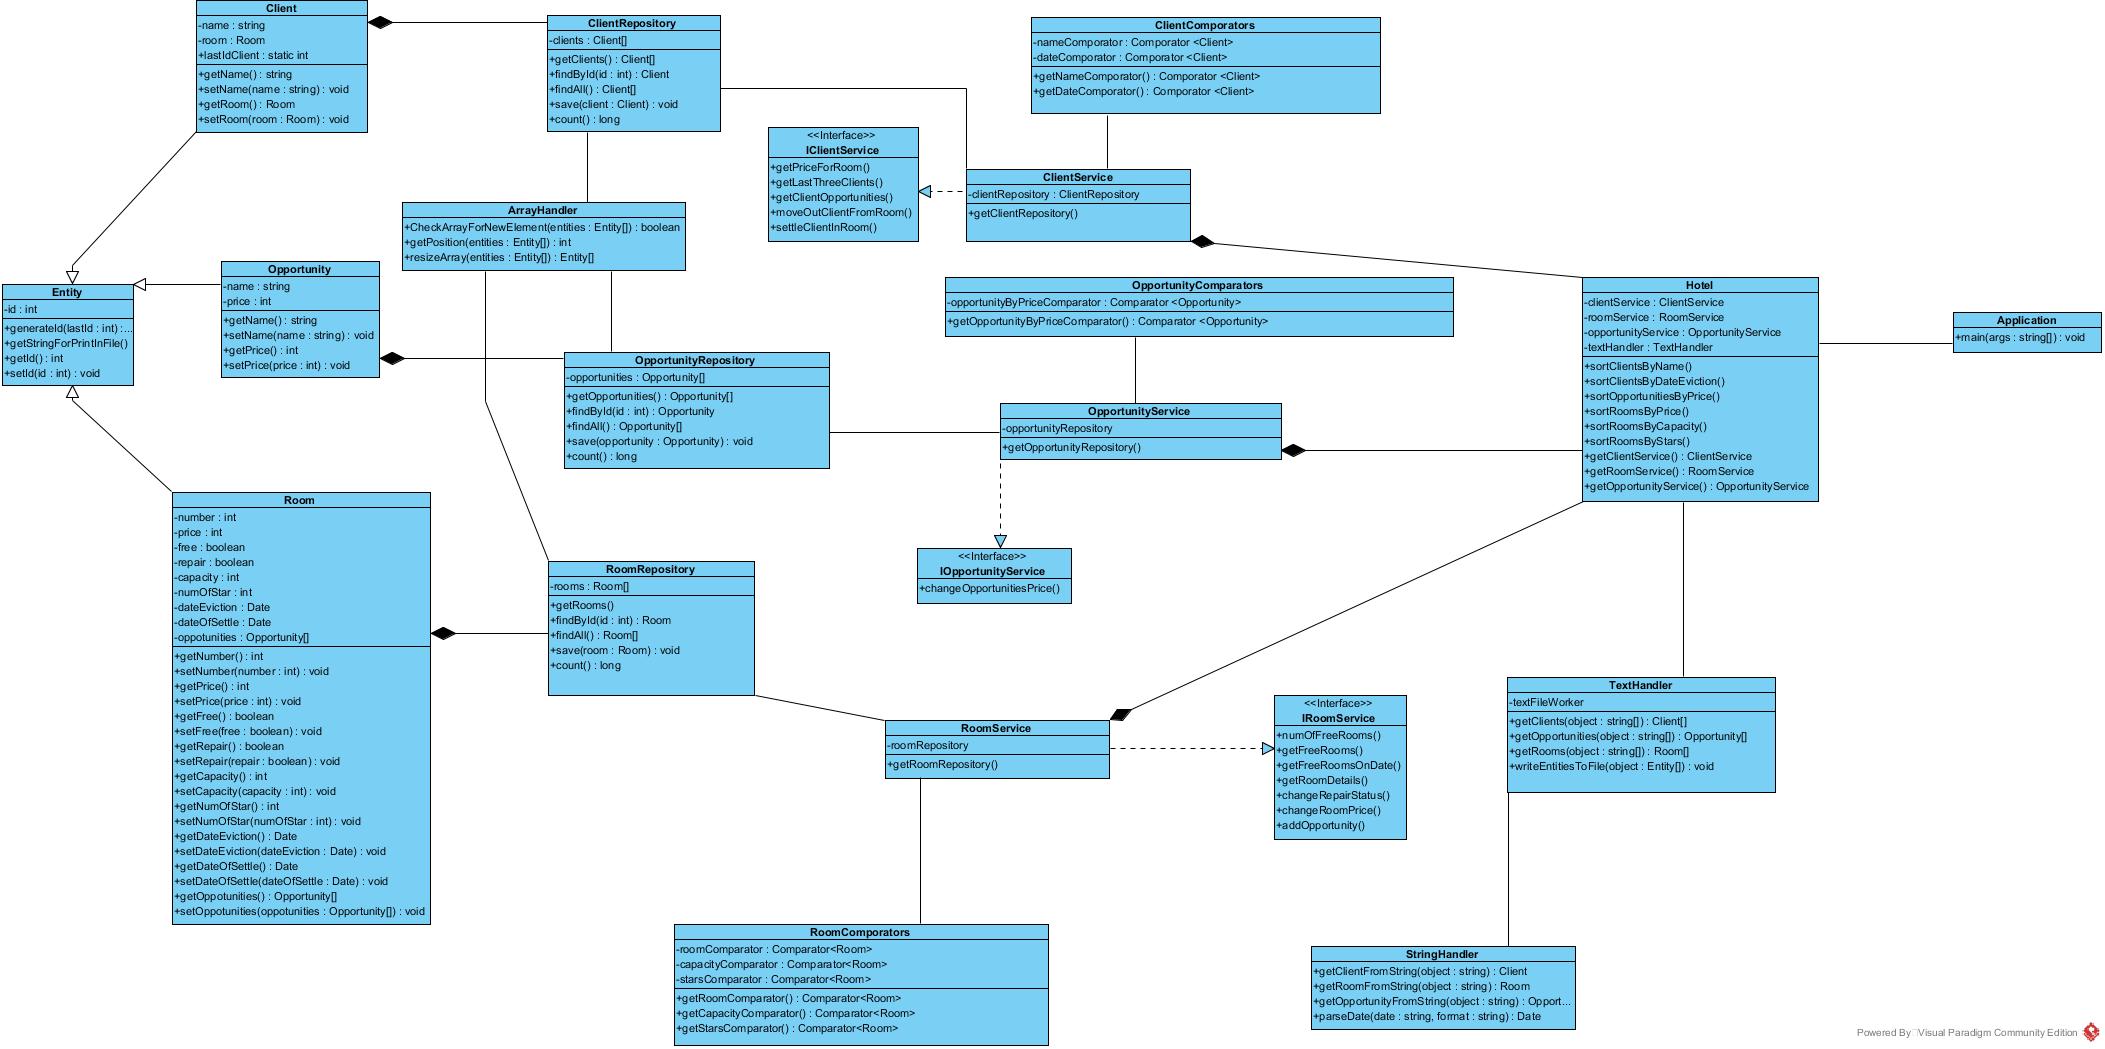 Client
-name : string
-room : Room
+lastIdClient : static int
+getName() : string
+setName(name : string) : void
+getRoom() : Room
+setRoom(room : Room) : void
ClientRepository
-clients : Client[]
+getClients() : Client[]
+findById(id : int) : Client
+findAll() : Client[]
+save(client : Client) : void
+count() : long
ClientComporators
-nameComporator : Comporator <Client>
-dateComporator : Comporator <Client>
+getNameComporator() : Comporator <Client>
+getDateComporator() : Comporator <Client>
<<Interface>>
IClientService
+getPriceForRoom()
+getLastThreeClients()
+getClientOpportunities()
+moveOutClientFromRoom()
+settleClientInRoom()
ClientService
-clientRepository : ClientRepository
+getClientRepository()
ArrayHandler
+CheckArrayForNewElement(entities : Entity[]) : boolean
+getPosition(entities : Entity[]) : int
+resizeArray(entities : Entity[]) : Entity[]
Entity
-id : int
+generateId(lastId : int) :...
+getStringForPrintInFile()
+getId() : int
+setId(id : int) : void
Opportunity
-name : string
-price : int
+getName() : string
+setName(name : string) : void
+getPrice() : int
+setPrice(price : int) : void
OpportunityComparators
-opportunityByPriceComparator : Comparator <Opportunity>
+getOpportunityByPriceComparator() : Comparator <Opportunity>
Hotel
-clientService : ClientService
-roomService : RoomService
-opportunityService : OpportunityService
-textHandler : TextHandler
+sortClientsByName()
+sortClientsByDateEviction()
+sortOpportunitiesByPrice()
+sortRoomsByPrice()
+sortRoomsByCapacity()
+sortRoomsByStars()
+getClientService() : ClientService
+getRoomService() : RoomService
+getOpportunityService() : OpportunityService
Application
+main(args : string[]) : void
OpportunityRepository
-opportunities : Opportunity[]
+getOpportunities() : Opportunity[]
+findById(id : int) : Opportunity
+findAll() : Opportunity[]
+save(opportunity : Opportunity) : void
+count() : long
OpportunityService
-opportunityRepository
+getOpportunityRepository()
<<Interface>>
IOpportunityService
+changeOpportunitiesPrice()
Room
-number : int
-price : int
-free : boolean
-repair : boolean
-capacity : int
-numOfStar : int
-dateEviction : Date
-dateOfSettle : Date
-oppotunities : Opportunity[]
+getNumber() : int
+setNumber(number : int) : void
+getPrice() : int
+setPrice(price : int) : void
+getFree() : boolean
+setFree(free : boolean) : void
+getRepair() : boolean
+setRepair(repair : boolean) : void
+getCapacity() : int
+setCapacity(capacity : int) : void
+getNumOfStar() : int
+setNumOfStar(numOfStar : int) : void
+getDateEviction() : Date
+setDateEviction(dateEviction : Date) : void
+getDateOfSettle() : Date
+setDateOfSettle(dateOfSettle : Date) : void
+getOppotunities() : Opportunity[]
+setOppotunities(oppotunities : Opportunity[]) : void
RoomRepository
-rooms : Room[]
+getRooms()
+findById(id : int) : Room
+findAll() : Room[]
+save(room : Room) : void
+count() : long
RoomService
-roomRepository
+getRoomRepository()
<<Interface>>
IRoomService
+numOfFreeRooms()
+getFreeRooms()
+getFreeRoomsOnDate()
+getRoomDetails()
+changeRepairStatus()
+changeRoomPrice()
+addOpportunity()
TextHandler
-textFileWorker
+getClients(object : string[]) : Client[]
+getOpportunities(object : string[]) : Opportunity[]
+getRooms(object : string[]) : Room[]
+writeEntitiesToFile(object : Entity[]) : void
RoomComporators
-roomComparator : Comparator<Room>
-capacityComparator : Comparator<Room>
-starsComparator : Comparator<Room>
+getRoomComparator() : Comparator<Room>
+getCapacityComparator() : Comparator<Room>
+getStarsComparator() : Comparator<Room>
StringHandler
+getClientFromString(object : string) : Client
+getRoomFromString(object : string) : Room
+getOpportunityFromString(object : string) : Opport...
+parseDate(date : string, format : string) : Date
Powered By Visual Paradigm Community Edition